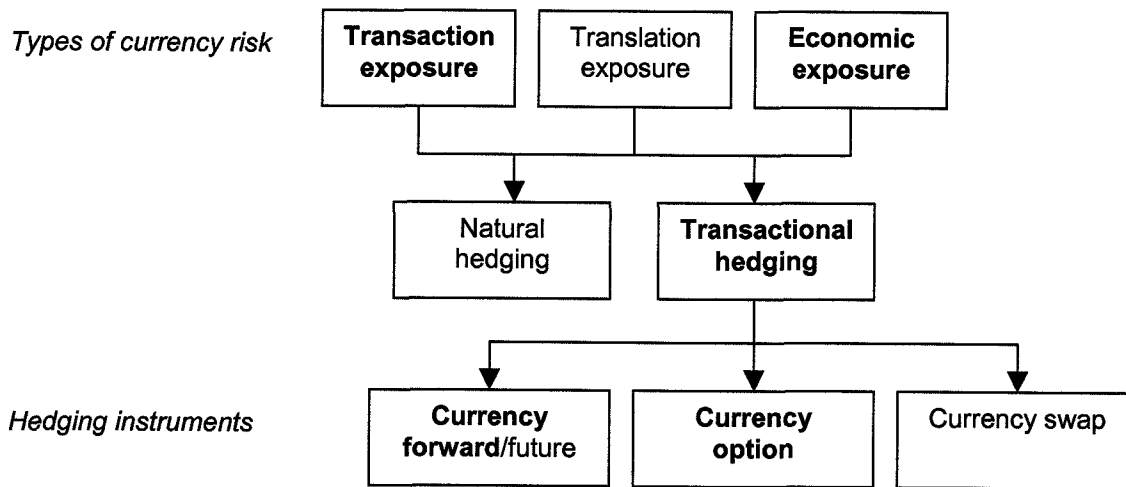 Types of currency risk
Transaction
exposure
Translation
exposure
Economic
exposure
Natural
hedging
Transactional
hedging
Hedging instruments
Currency
forward/future
Currency
option
Currency swap